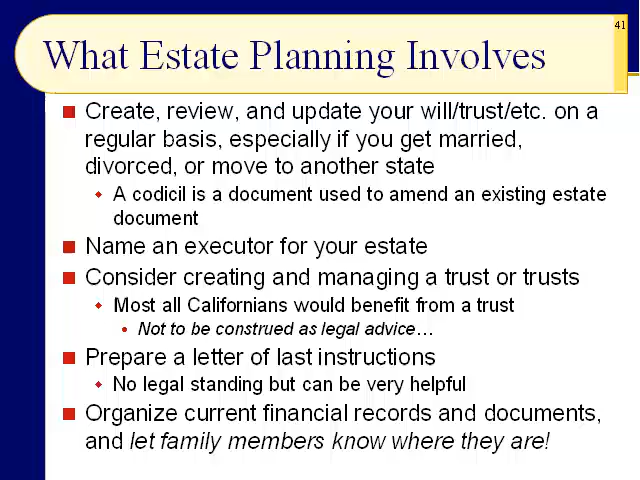 41
What Estate Planning Involves
Create, review, and update your will/trust/etc. on a
regular basis, especially if you get married,
divorced, or move to another state
A codicil is a document used to amend an existing estate
document
Name an executor for your estate
Consider creating and managing a trust or trusts
Most all Californians would benefit from a trust
Not to be construed as legal advice…
Prepare a letter of last instructions
No legal standing but can be very helpful
Organize current financial records and documents,
and let family members know where they are!